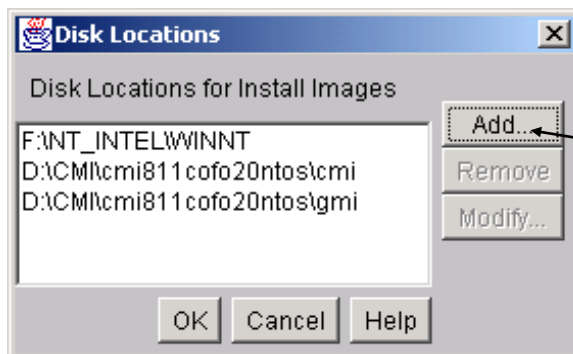 Disk Locations
Disk Locations for Install Images
F:\NT_INTEL\WINNT
D:\CMI\cmi811cofo20ntos\cmi
D:\CMI\cmi811cofo20ntos\gmi
Add...
Remove
Modify...
OK Cancel Help